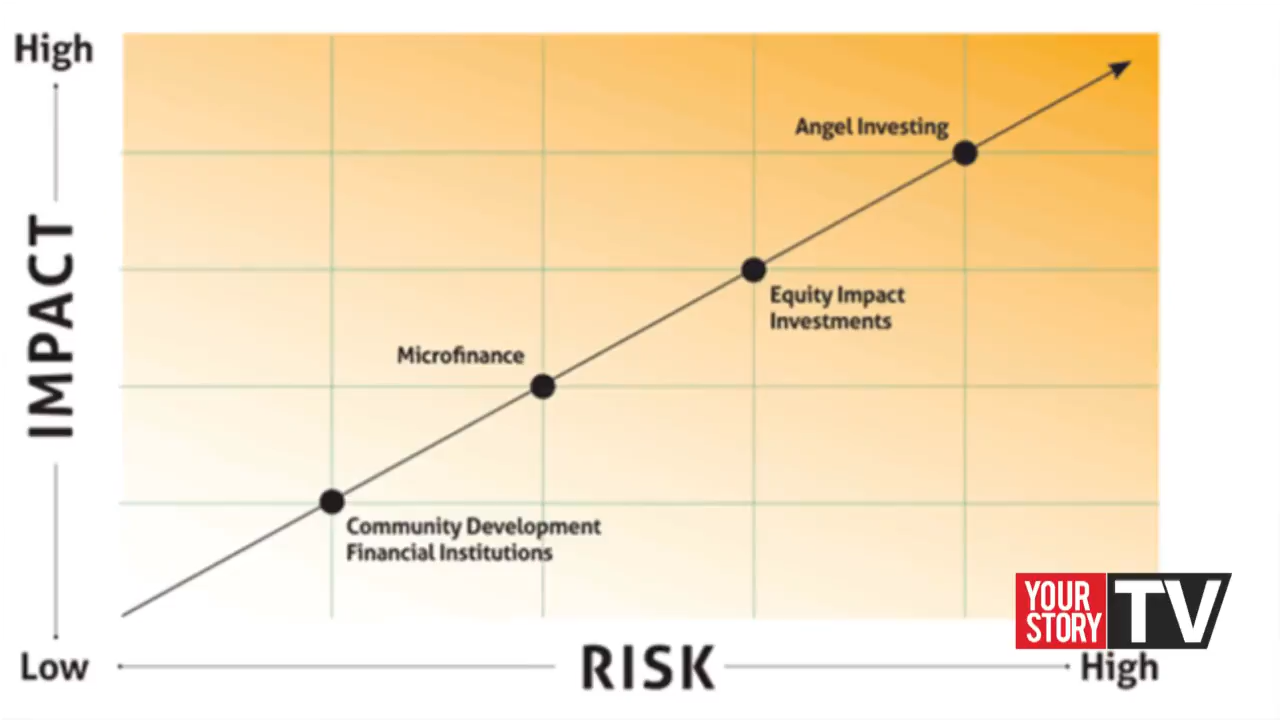 High
IMPACT
Low
Angel Investing
Equity Impact
Investments
Microfinance
Community Development
Financial Institutions
RISK
High
YOUR
STORY
TV